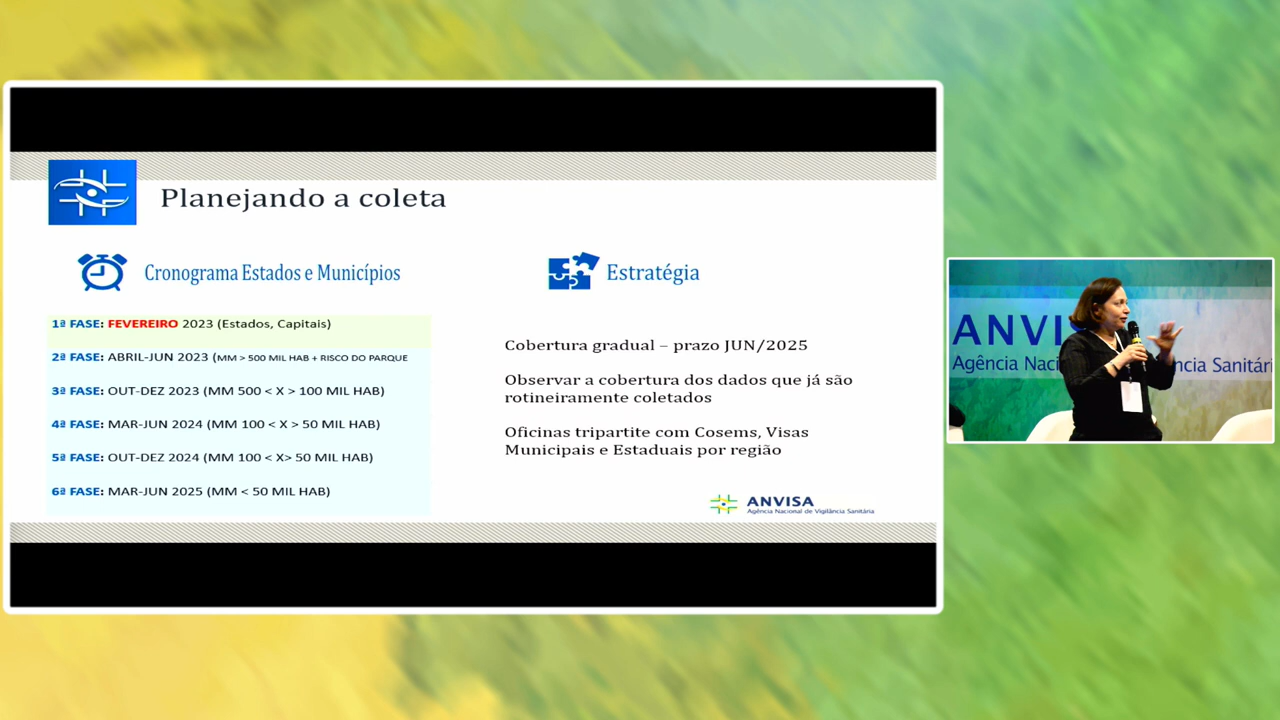 Planejando a coleta
Cronograma Estados e Municípios
1ª FASE: FEVEREIRO 2023 (Estados, Capitais)
2ª FASE: ABRIL-JUN 2023 (MM > 500 MIL HAB + RISCO DO PARQUE
3ª FASE: OUT-DEZ 2023 (MM 500 < X > 100 MIL HAB)
4ª FASE: MAR-JUN 2024 (MM 100 < X > 50 MIL HAB)
5ª FASE: OUT-DEZ 2024 (MM 100 < X> 50 MIL HAB)
6ª FASE: MAR-JUN 2025 (MM < 50 MIL HAB)
Estratégia
Cobertura gradual – prazo JUN/2025
Observar a cobertura dos dados que já são
rotineiramente coletados
Oficinas tripartite com Cosems, Visas
Municipais e Estaduais por região
ANVISA
Agência Nacional de Vigilância Sanitária
ANVIS
Agência Naci ncia Sanitári